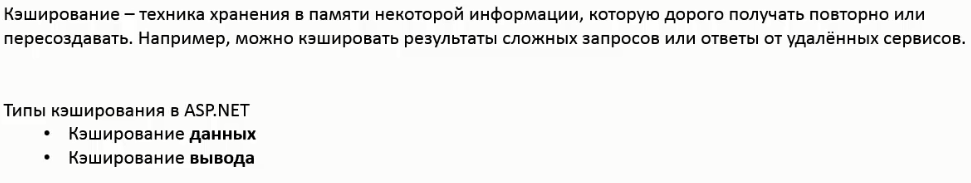 Кэширование – техника хранения в памяти некоторой информации, которую дорого получать повторно или
пересоздавать. Например, можно кэшировать результаты сложных запросов или ответы от удалённых сервисов.
Типы кэширования в ASP.NET
• Кэширование данных
• Кэширование вывода